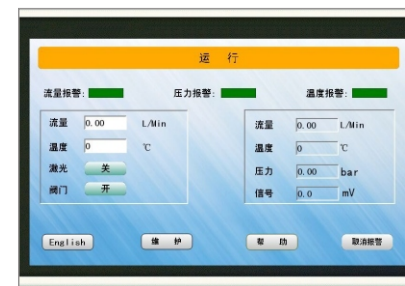 运 行
流量报警: 压力报警: 温度报警:
流量 0.00 L/Min
温度 0 ℃
激光 关
阀门 开
流量 0.00 L/Min
温度 0 ℃
压力 0.00 bar
信号 0.0 mV
English 维 护 帮 助 取消报警